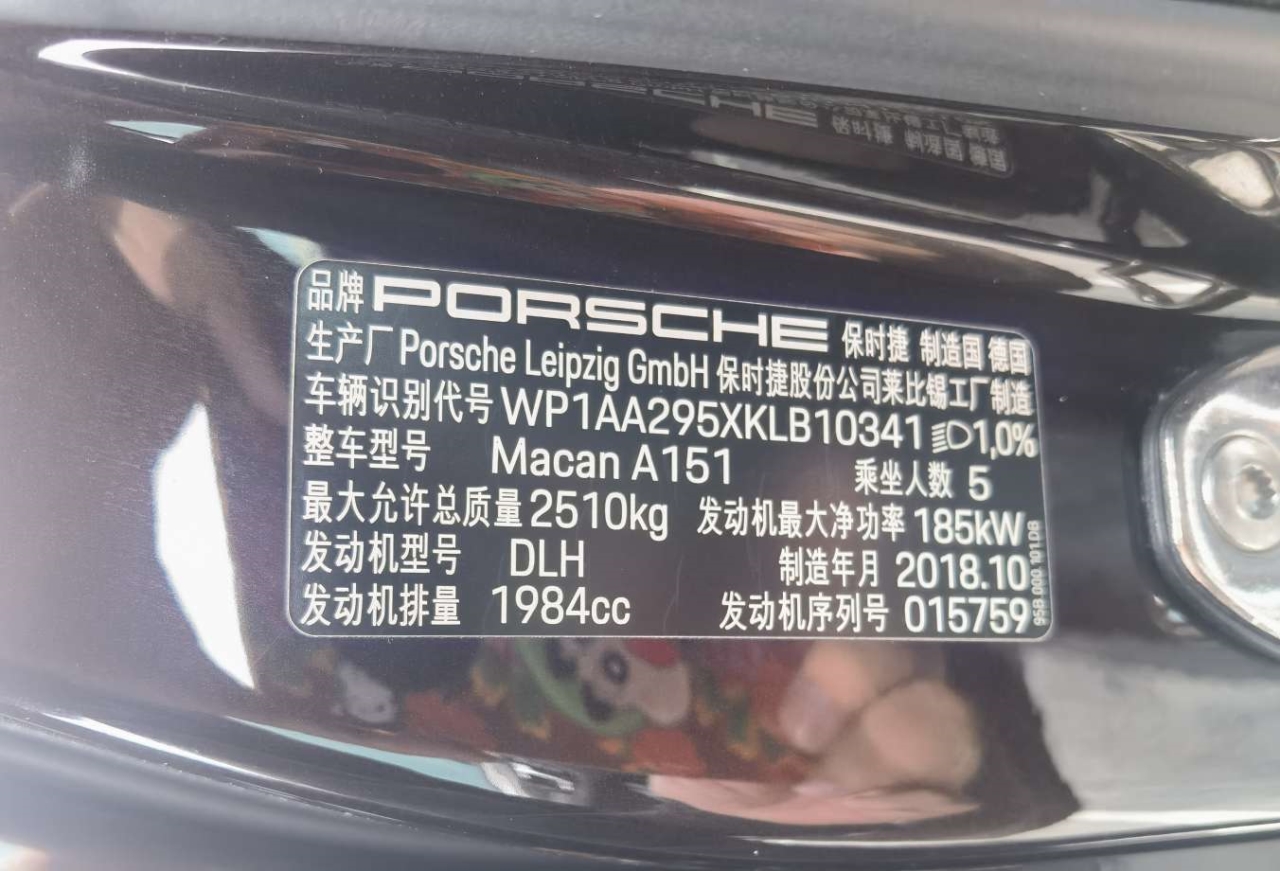 品牌 PORSCHE 保时捷 制造国 德国
生产厂 Porsche Leipzig GmbH 保时捷股份公司莱比锡工厂制造
车辆识别代号 WP1AA295XKLB10341 1,0%
整车型号 Macan A151 乘坐人数 5
最大允许总质量 2510kg 发动机最大净功率 185kW
发动机型号 DLH 制造年月 2018.10
发动机排量 1984cc 发动机序列号 015759
95B.000.101.DB